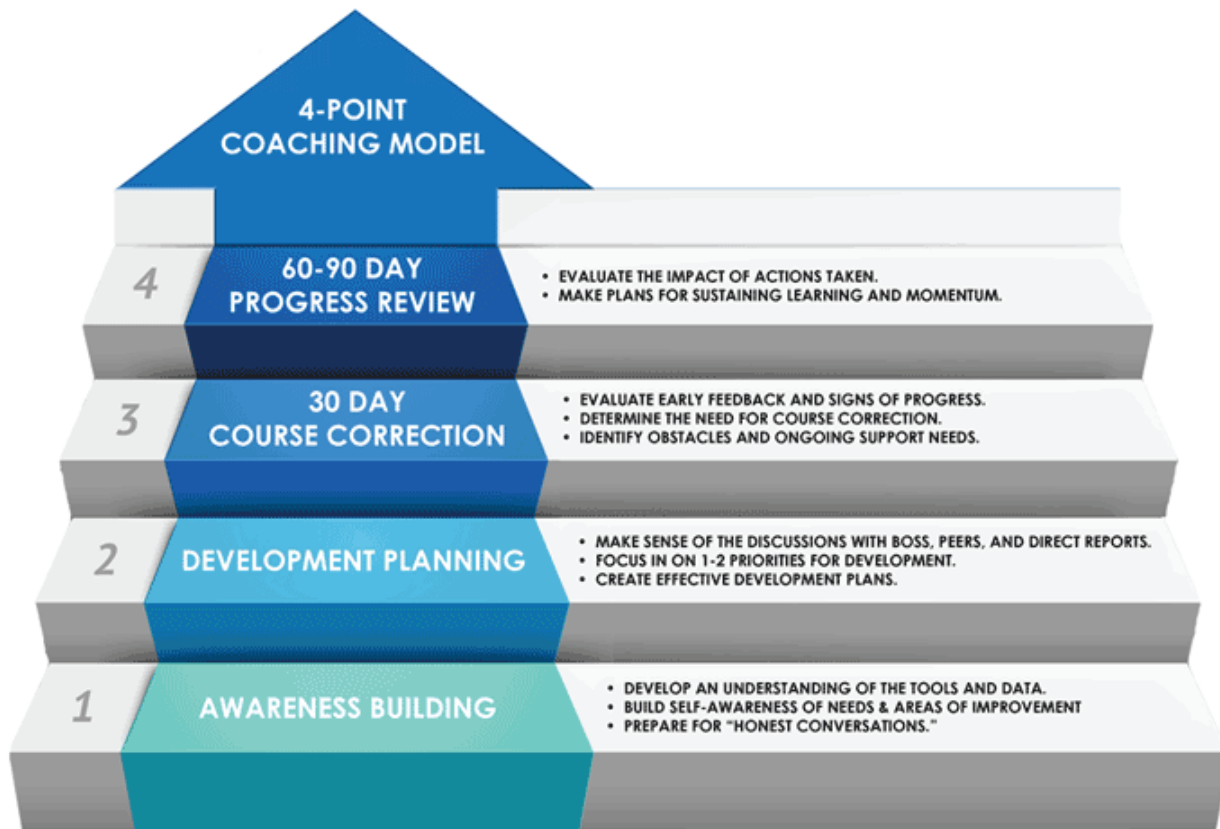 4-POINT
COACHING MODEL
4
60-90 DAY
PROGRESS REVIEW
• EVALUATE THE IMPACT OF ACTIONS TAKEN.
• MAKE PLANS FOR SUSTAINING LEARNING AND MOMENTUM.
3
30 DAY
COURSE CORRECTION
• EVALUATE EARLY FEEDBACK AND SIGNS OF PROGRESS.
• DETERMINE THE NEED FOR COURSE CORRECTION.
• IDENTIFY OBSTACLES AND ONGOING SUPPORT NEEDS.
2
DEVELOPMENT PLANNING
• MAKE SENSE OF THE DISCUSSIONS WITH BOSS, PEERS, AND DIRECT REPORTS.
• FOCUS IN ON 1-2 PRIORITIES FOR DEVELOPMENT.
• CREATE EFFECTIVE DEVELOPMENT PLANS.
1
AWARENESS BUILDING
• DEVELOP AN UNDERSTANDING OF THE TOOLS AND DATA.
• BUILD SELF-AWARENESS OF NEEDS & AREAS OF IMPROVEMENT
• PREPARE FOR “HONEST CONVERSATIONS.”